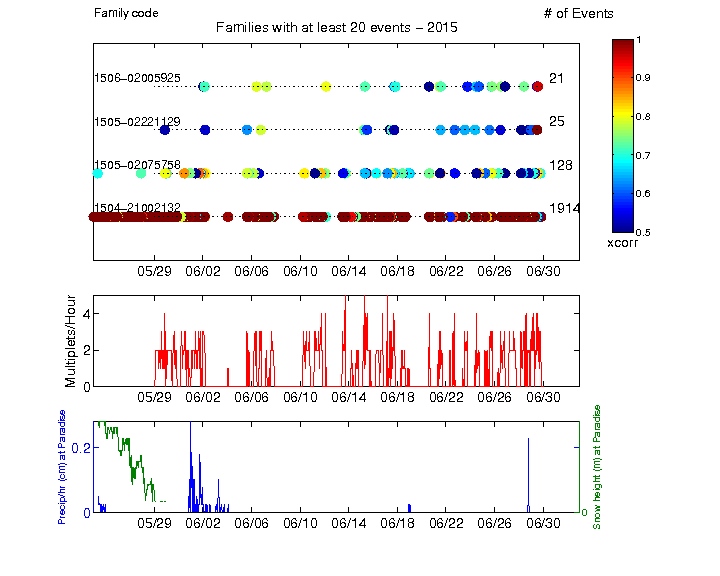 Family code
# of Events
Families with at least 20 events – 2015
1506–02005925
21
1505–02221129
25
1505–02075758
128
1504–21002132
1914
05/29 06/02 06/06 06/10 06/14 06/18 06/22 06/26 06/30
1
0.9
0.8
0.7
0.6
0.5
xcorr
Multiplets/Hour
4
2
0
05/29 06/02 06/06 06/10 06/14 06/18 06/22 06/26 06/30
Precip/hr (cm) at Paradise
0.2
0
0
Snow height (m) at Paradise
05/29 06/02 06/06 06/10 06/14 06/18 06/22 06/26 06/30